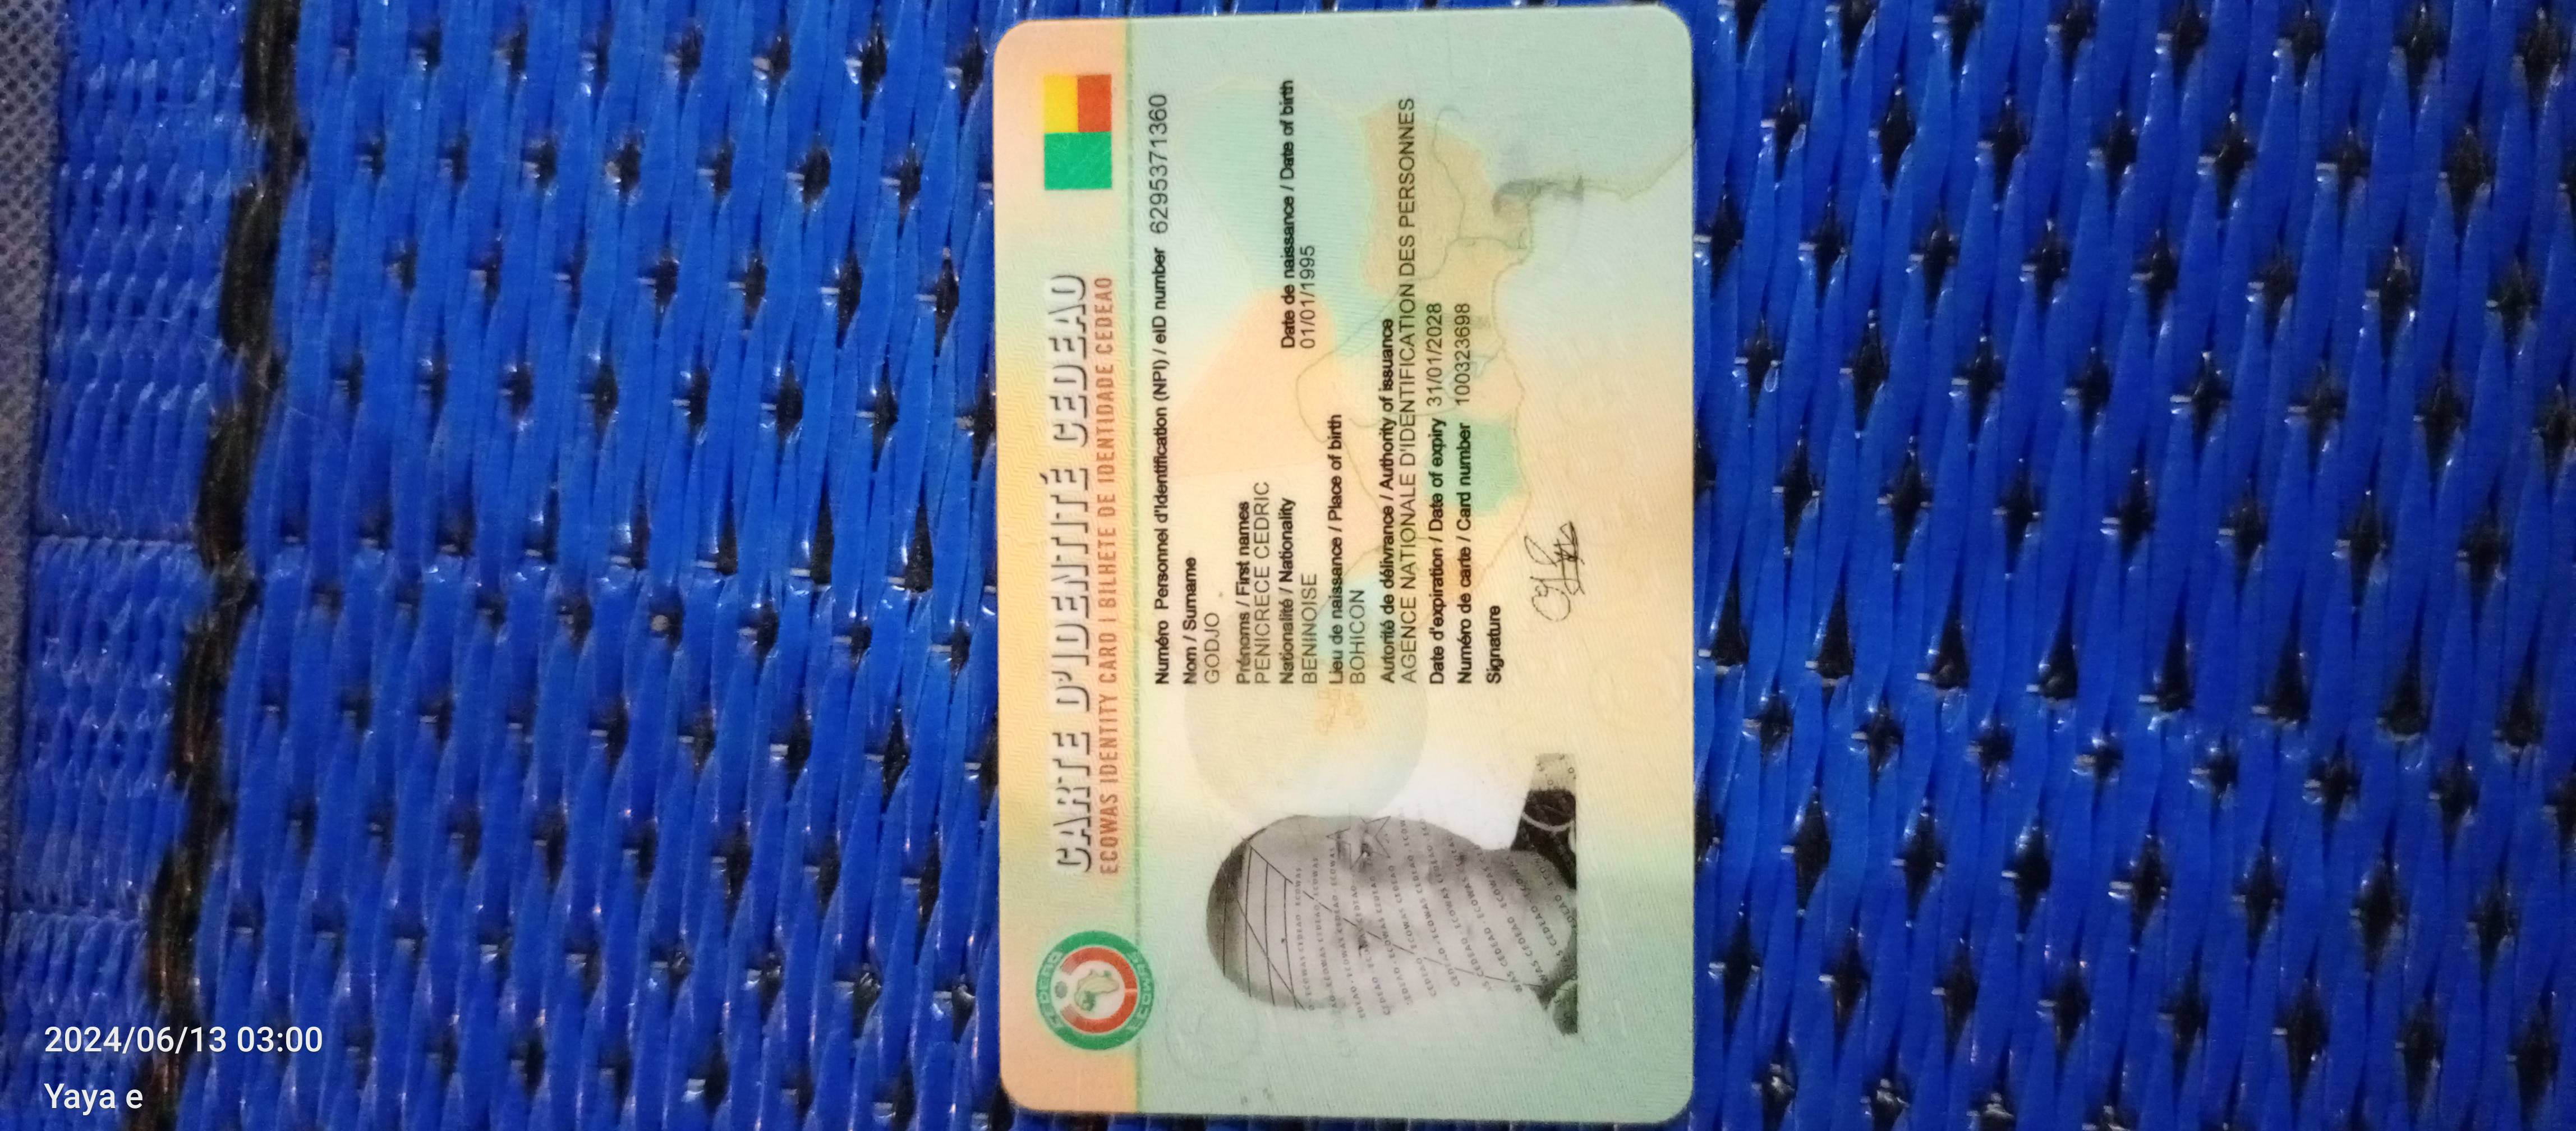 CARTE D'IDENTITÉ CEDEAO
ECOWAS IDENTITY CARD | BILHETE DE IDENTIDADE CEDEAO
CEDEAO
ECOWAS
Numéro Personnel d'Identification (NPI) / eID number 6295371360
Nom / Surname
GODJO
Prénoms / First names
PENICRECE CEDRIC
Nationalité / Nationality Date de naissance / Date of birth
BENINOISE 01/01/1995
Lieu de naissance / Place of birth
BOHICON
Autorité de délivrance / Authority of issuance
AGENCE NATIONALE D'IDENTIFICATION DES PERSONNES
Date d'expiration / Date of expiry 31/01/2028
Numéro de carte / Card number 100323698
Signature
2024/06/13 03:00
Yaya e